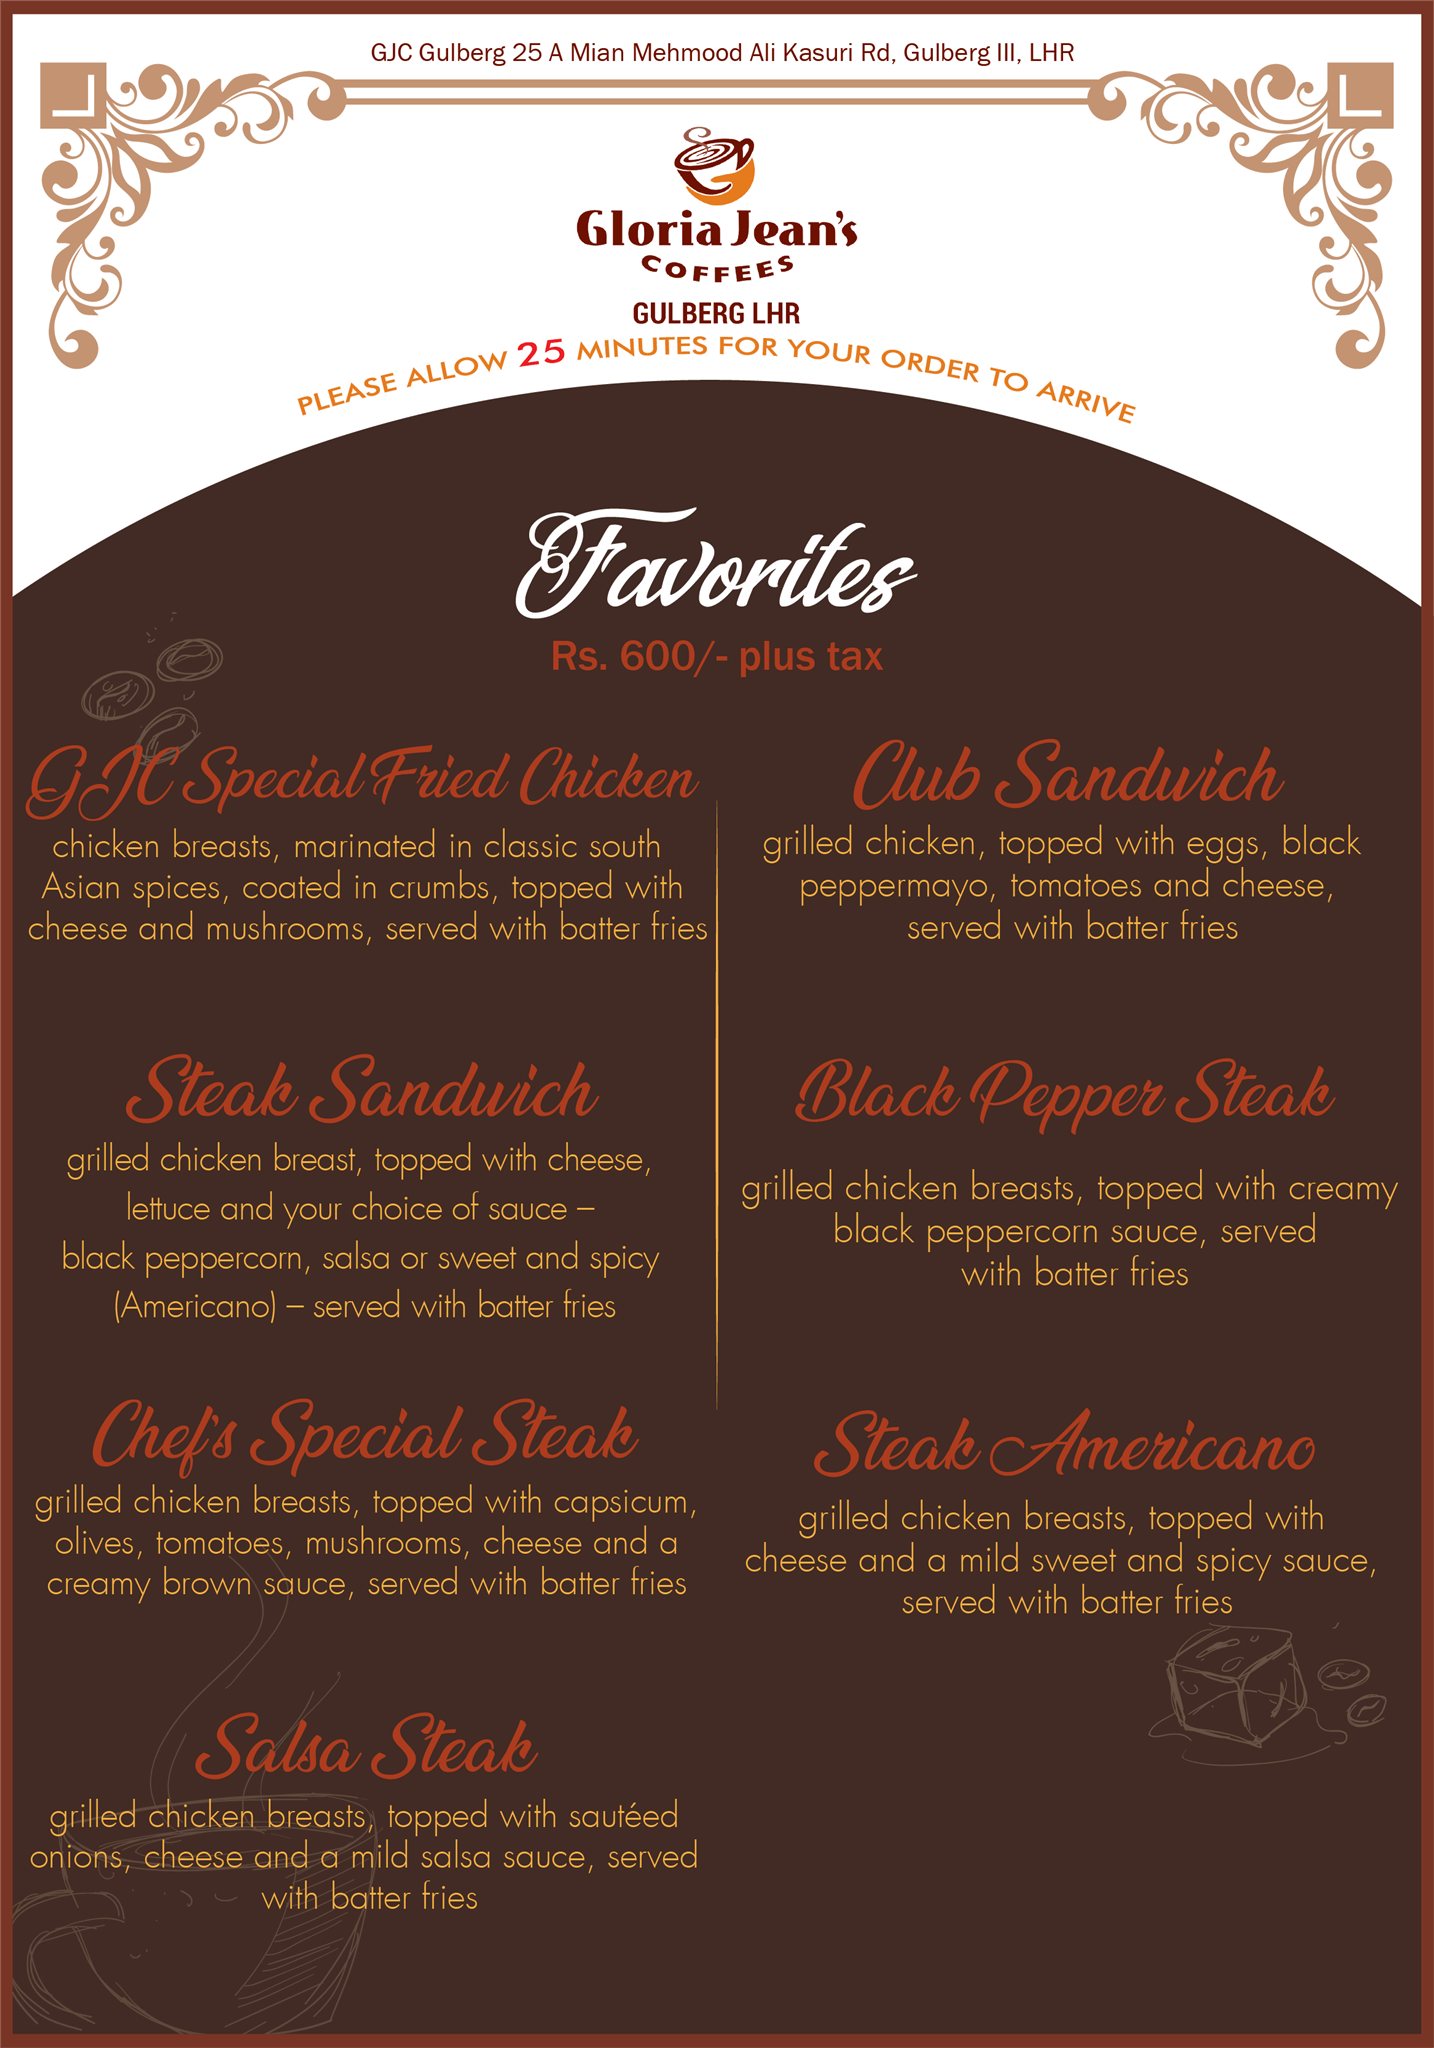 GJC Gulberg 25 A Mian Mehmood Ali Kasuri Rd, Gulberg III, LHR
Gloria Jean's
COFFEES
GULBERG LHR
PLEASE ALLOW 25 MINUTES FOR YOUR ORDER TO ARRIVE
Favorites
Rs. 600/- plus tax
GJC Special Fried Chicken
chicken breasts, marinated in classic south
Asian spices, coated in crumbs, topped with
cheese and mushrooms, served with batter fries
Club Sandwich
grilled chicken, topped with eggs, black
peppermayo, tomatoes and cheese,
served with batter fries
Steak Sandwich
grilled chicken breast, topped with cheese,
lettuce and your choice of sauce –
black peppercorn, salsa or sweet and spicy
(Americano) – served with batter fries
Black Pepper Steak
grilled chicken breasts, topped with creamy
black peppercorn sauce, served
with batter fries
Chef's Special Steak
grilled chicken breasts, topped with capsicum,
olives, tomatoes, mushrooms, cheese and a
creamy brown sauce, served with batter fries
Steak Americano
grilled chicken breasts, topped with
cheese and a mild sweet and spicy sauce,
served with batter fries
Salsa Steak
grilled chicken breasts, topped with sautéed
onions, cheese and a mild salsa sauce, served
with batter fries